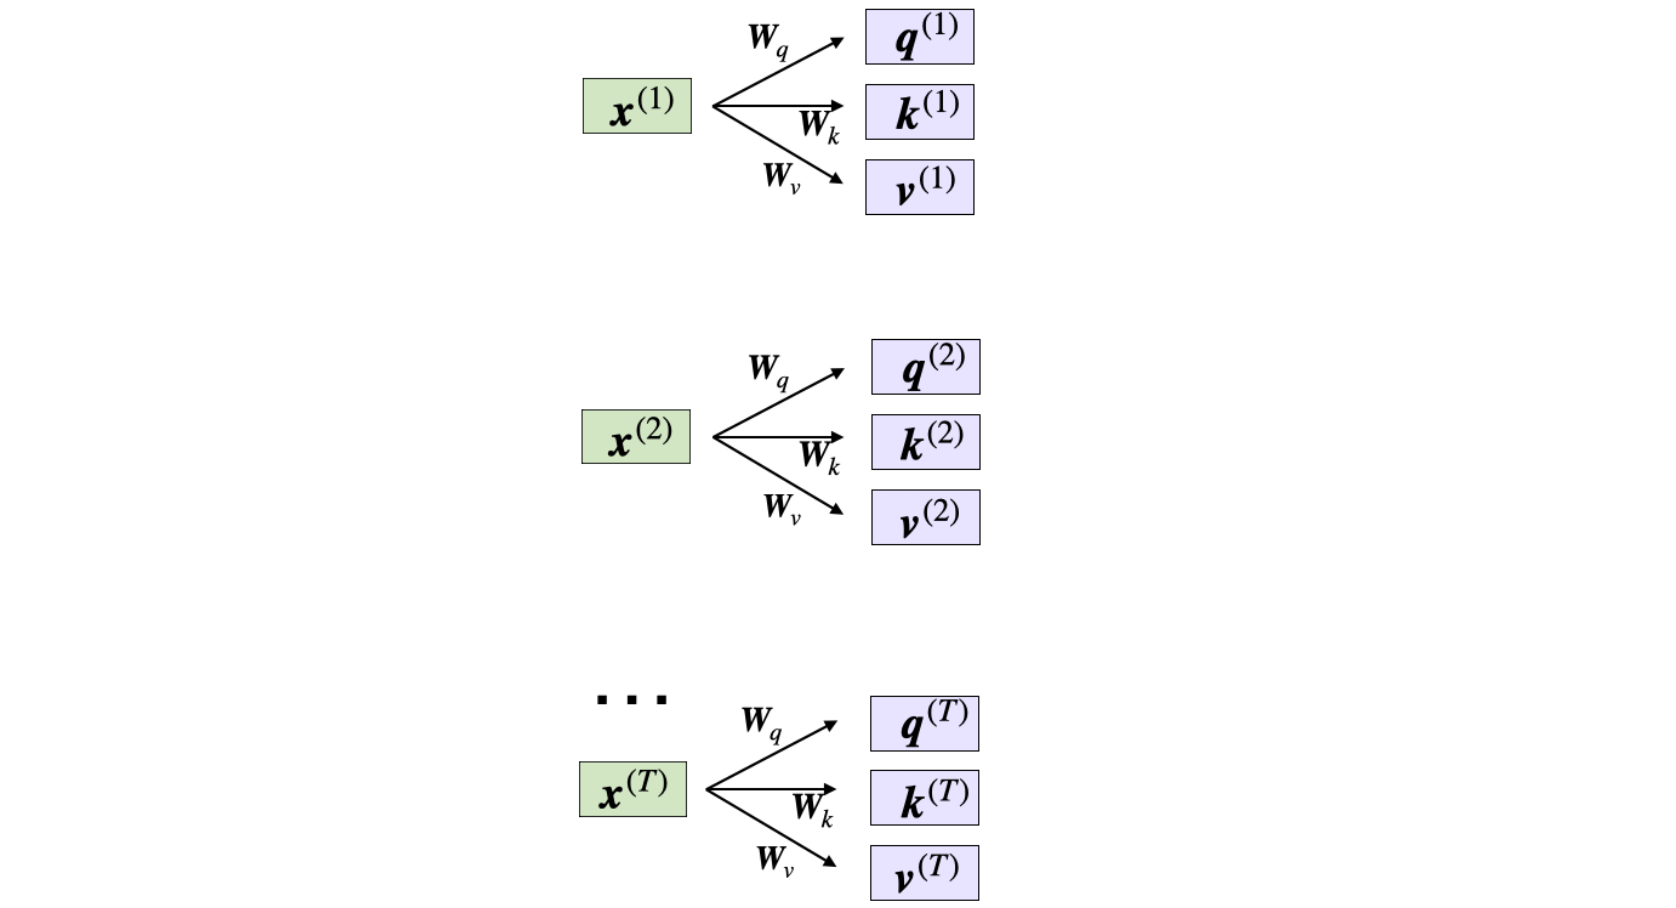 W_q
q^(1)
x^(1)
W_k
k^(1)
W_v
v^(1)
W_q
q^(2)
x^(2)
W_k
k^(2)
W_v
v^(2)
...
W_q
q^(T)
x^(T)
W_k
k^(T)
W_v
v^(T)